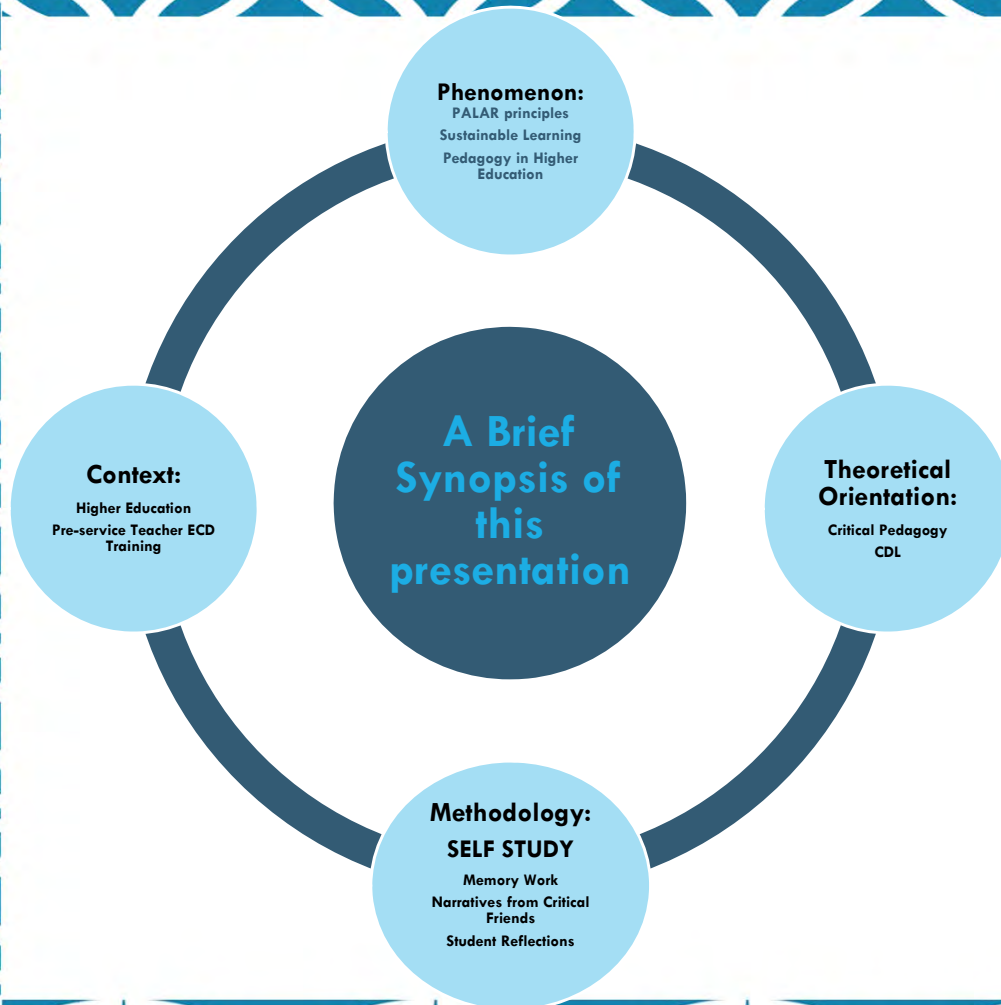 Phenomenon:
PALAR principles
Sustainable Learning
Pedagogy in Higher
Education
A Brief
Synopsis of
this
presentation
Theoretical
Orientation:
Critical Pedagogy
CDL
Methodology:
SELF STUDY
Memory Work
Narratives from Critical
Friends
Student Reflections
Context:
Higher Education
Pre-service Teacher ECD
Training